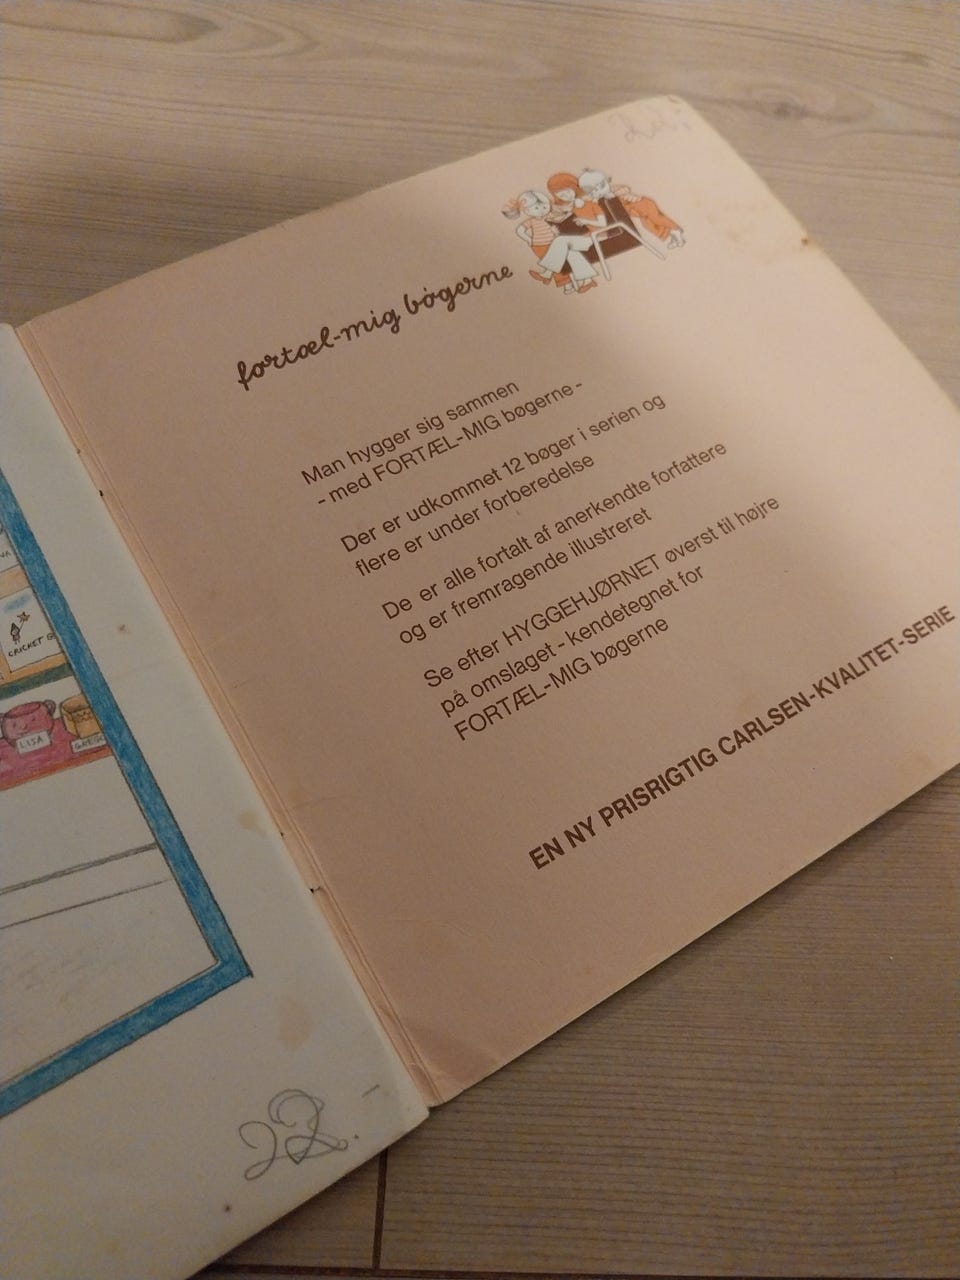 fortæl-mig bøgerne
Man hygger sig sammen
- med FORTÆL-MIG bøgerne -
Der er udkommet 12 bøger i serien og
flere er under forberedelse
De er alle fortalt af anerkendte forfattere
og er fremragende illustreret
Se efter HYGGEHJØRNET øverst til højre
på omslaget - kendetegnet for
FORTÆL-MIG bøgerne
EN NY PRISRIGTIG CARLSEN-KVALITET-SERIE
CRICKET
LISA